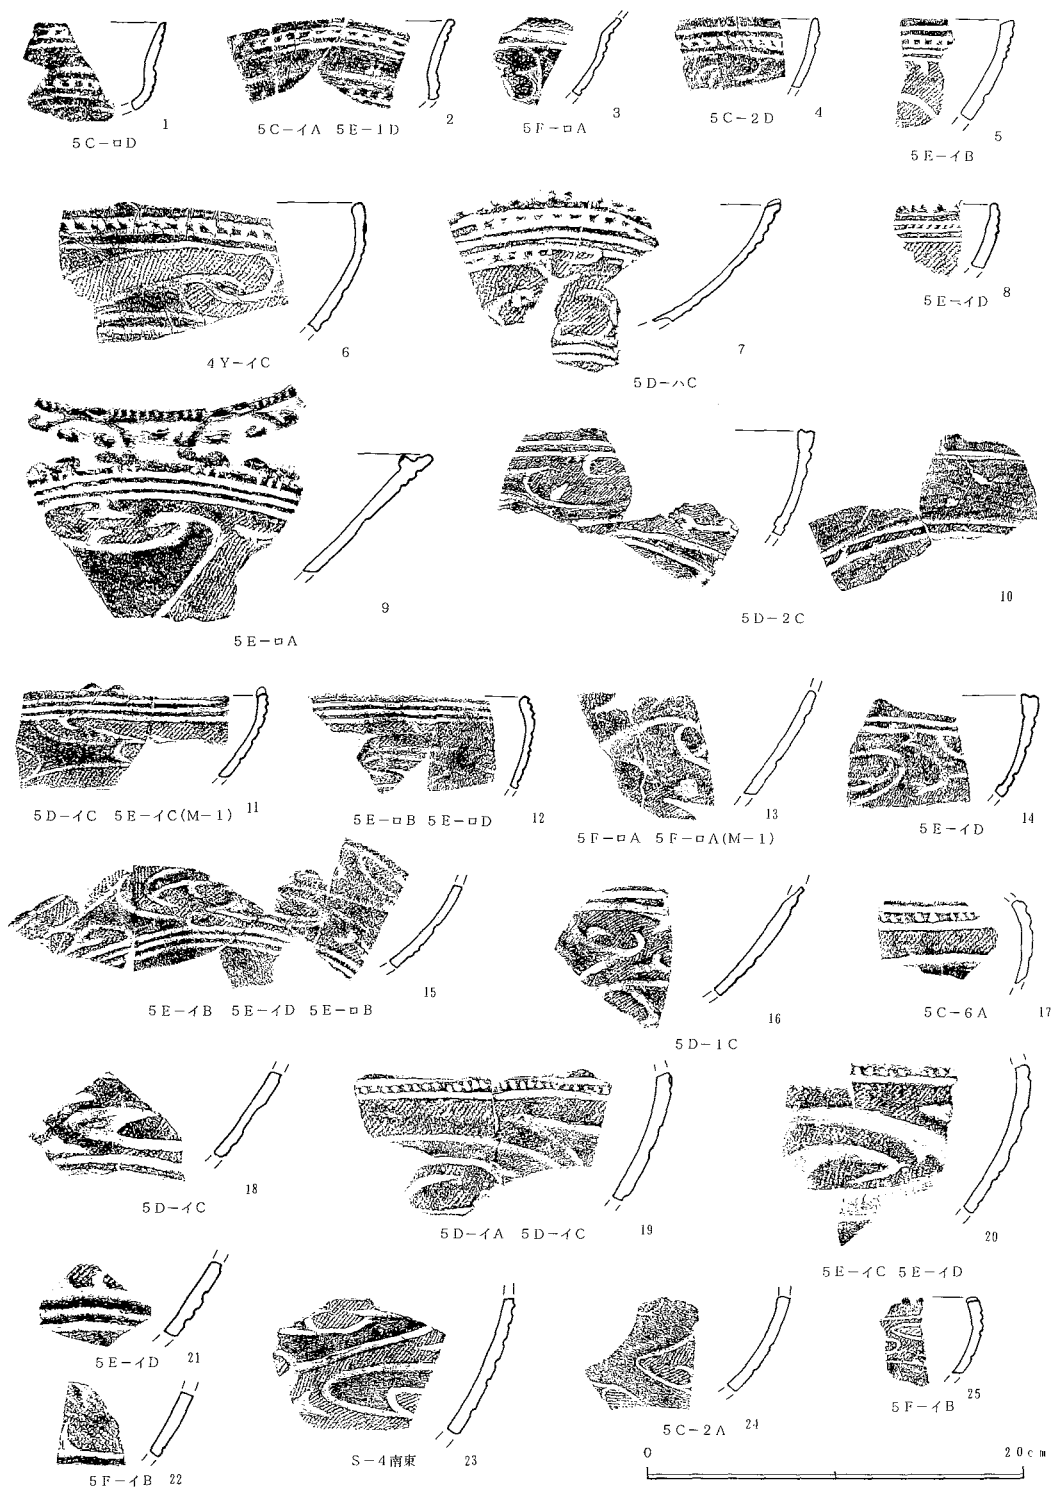 1
5C－ロD
2
5C－イA 5E－1D
3
5F－ロA
4
5C－2D
5
5E－イB
6
4Y－イC
7
5D－ハC
8
5E－イD
9
5E－ロA
10
5D－2C
11
5D－イC 5E－イC(M－1)
12
5E－ロB 5E－ロD
13
5F－ロA 5F－ロA(M－1)
14
5E－イD
15
5E－イB 5E－イD 5E－ロB
16
5D－1C
17
5C－6A
18
5D－イC
19
5D－イA 5D－イC
20
5E－イC 5E－イD
5E－イD 21
5F－イB 22
S－4南東 23
5C－2A 24
25
5F－イB
0 20cm